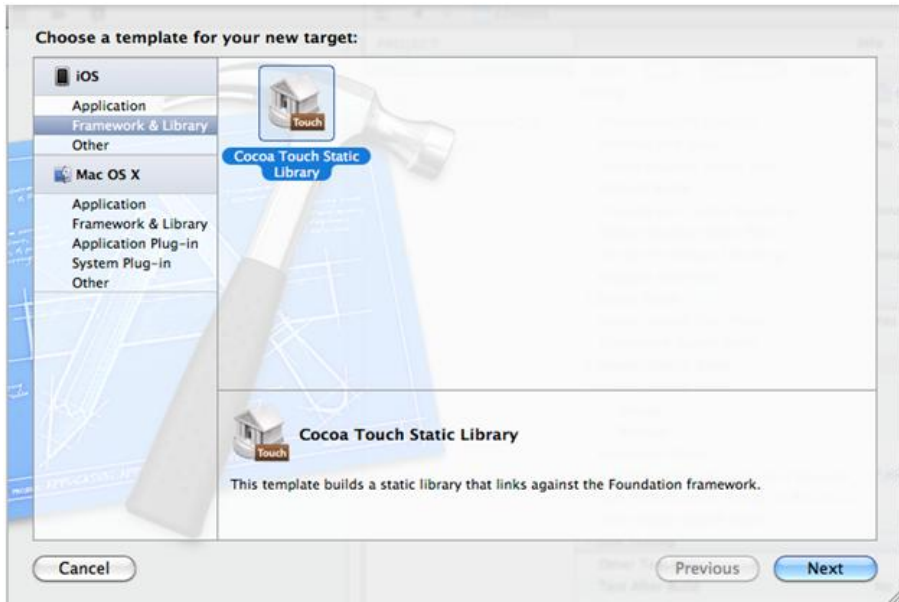 Choose a template for your new target:
iOS
Application
Framework & Library
Other
Mac OS X
Application
Framework & Library
Application Plug-in
System Plug-in
Other
Touch
Cocoa Touch Static
Library
Touch
Cocoa Touch Static Library
This template builds a static library that links against the Foundation framework.
Cancel
Previous
Next